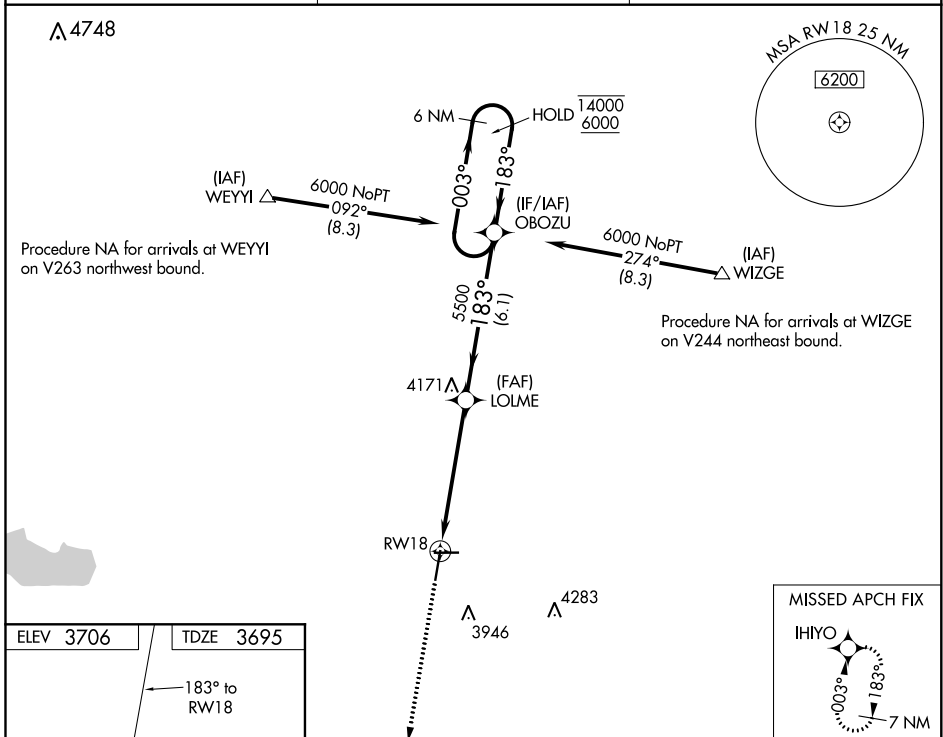 4748
MSA RW18 25 NM
6200
6 NM
HOLD
14000
6000
003°
183°
(IAF)
WEYYI
6000 NoPT
092°
(8.3)
(IF/IAF)
OBOZU
6000 NoPT
274°
(8.3)
(IAF)
WIZGE
Procedure NA for arrivals at WEYYI
on V263 northwest bound.
5500
183°
(6.1)
Procedure NA for arrivals at WIZGE
on V244 northeast bound.
4171
(FAF)
LOLME
RW18
4283
3946
ELEV 3706
TDZE 3695
183° to
RW18
MISSED APCH FIX
IHIYO
003°
183°
7 NM